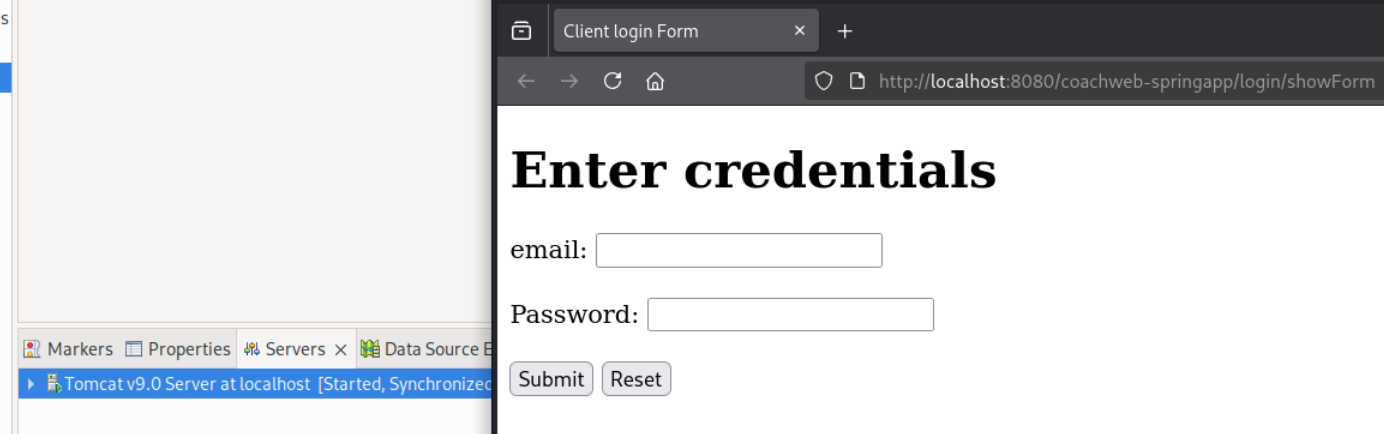 s
Client login Form
http://localhost:8080/coachweb-springapp/login/showForm
Enter credentials
email:
Password:
Submit Reset
Markers Properties Servers Data Source E
Tomcat v9.0 Server at localhost [Started, Synchronized